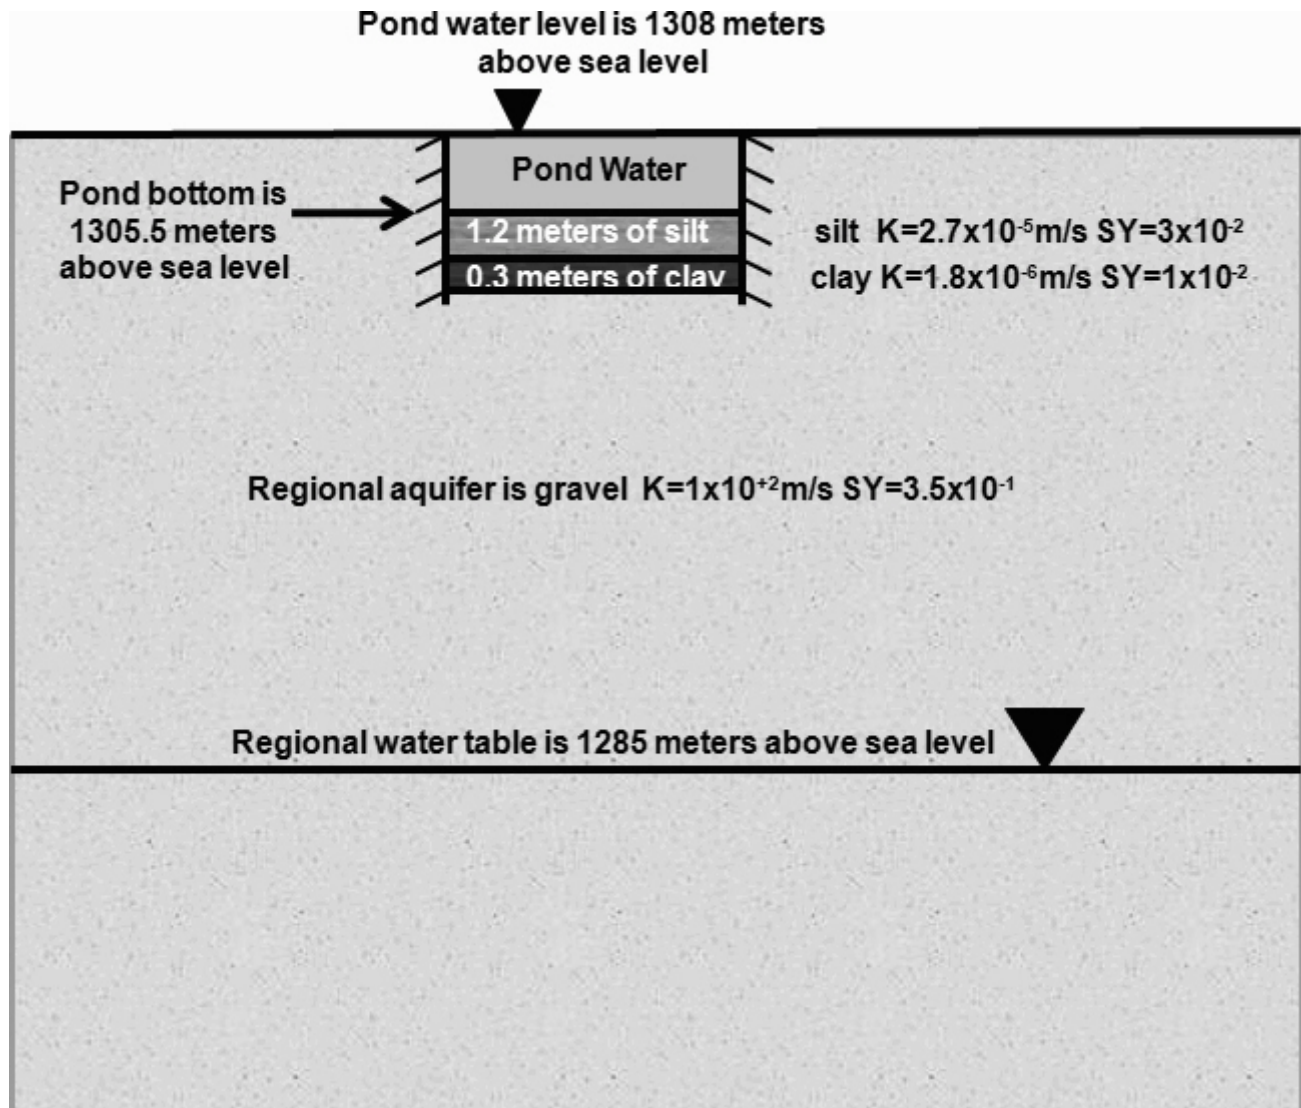 Pond water level is 1308 meters
above sea level
Pond Water
Pond bottom is
1305.5 meters
above sea level
1.2 meters of silt
silt K=2.7x10⁻⁵m/s SY=3x10⁻²
0.3 meters of clay
clay K=1.8x10⁻⁶m/s SY=1x10⁻²
Regional aquifer is gravel K=1x10⁺²m/s SY=3.5x10⁻¹
Regional water table is 1285 meters above sea level